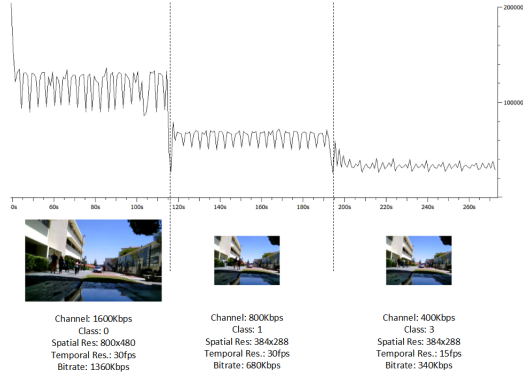 200000
100000
0s 60s 80s 100s 120s 140s 160s 180s 200s 220s 240s 260s
Channel: 1600Kbps
Class: 0
Spatial Res: 800x480
Temporal Res.: 30fps
Bitrate: 1360Kbps
Channel: 800Kbps
Class: 1
Spatial Res: 384x288
Temporal Res.: 30fps
Bitrate: 680Kbps
Channel: 400Kbps
Class: 3
Spatial Res: 384x288
Temporal Res.: 15fps
Bitrate: 340Kbps